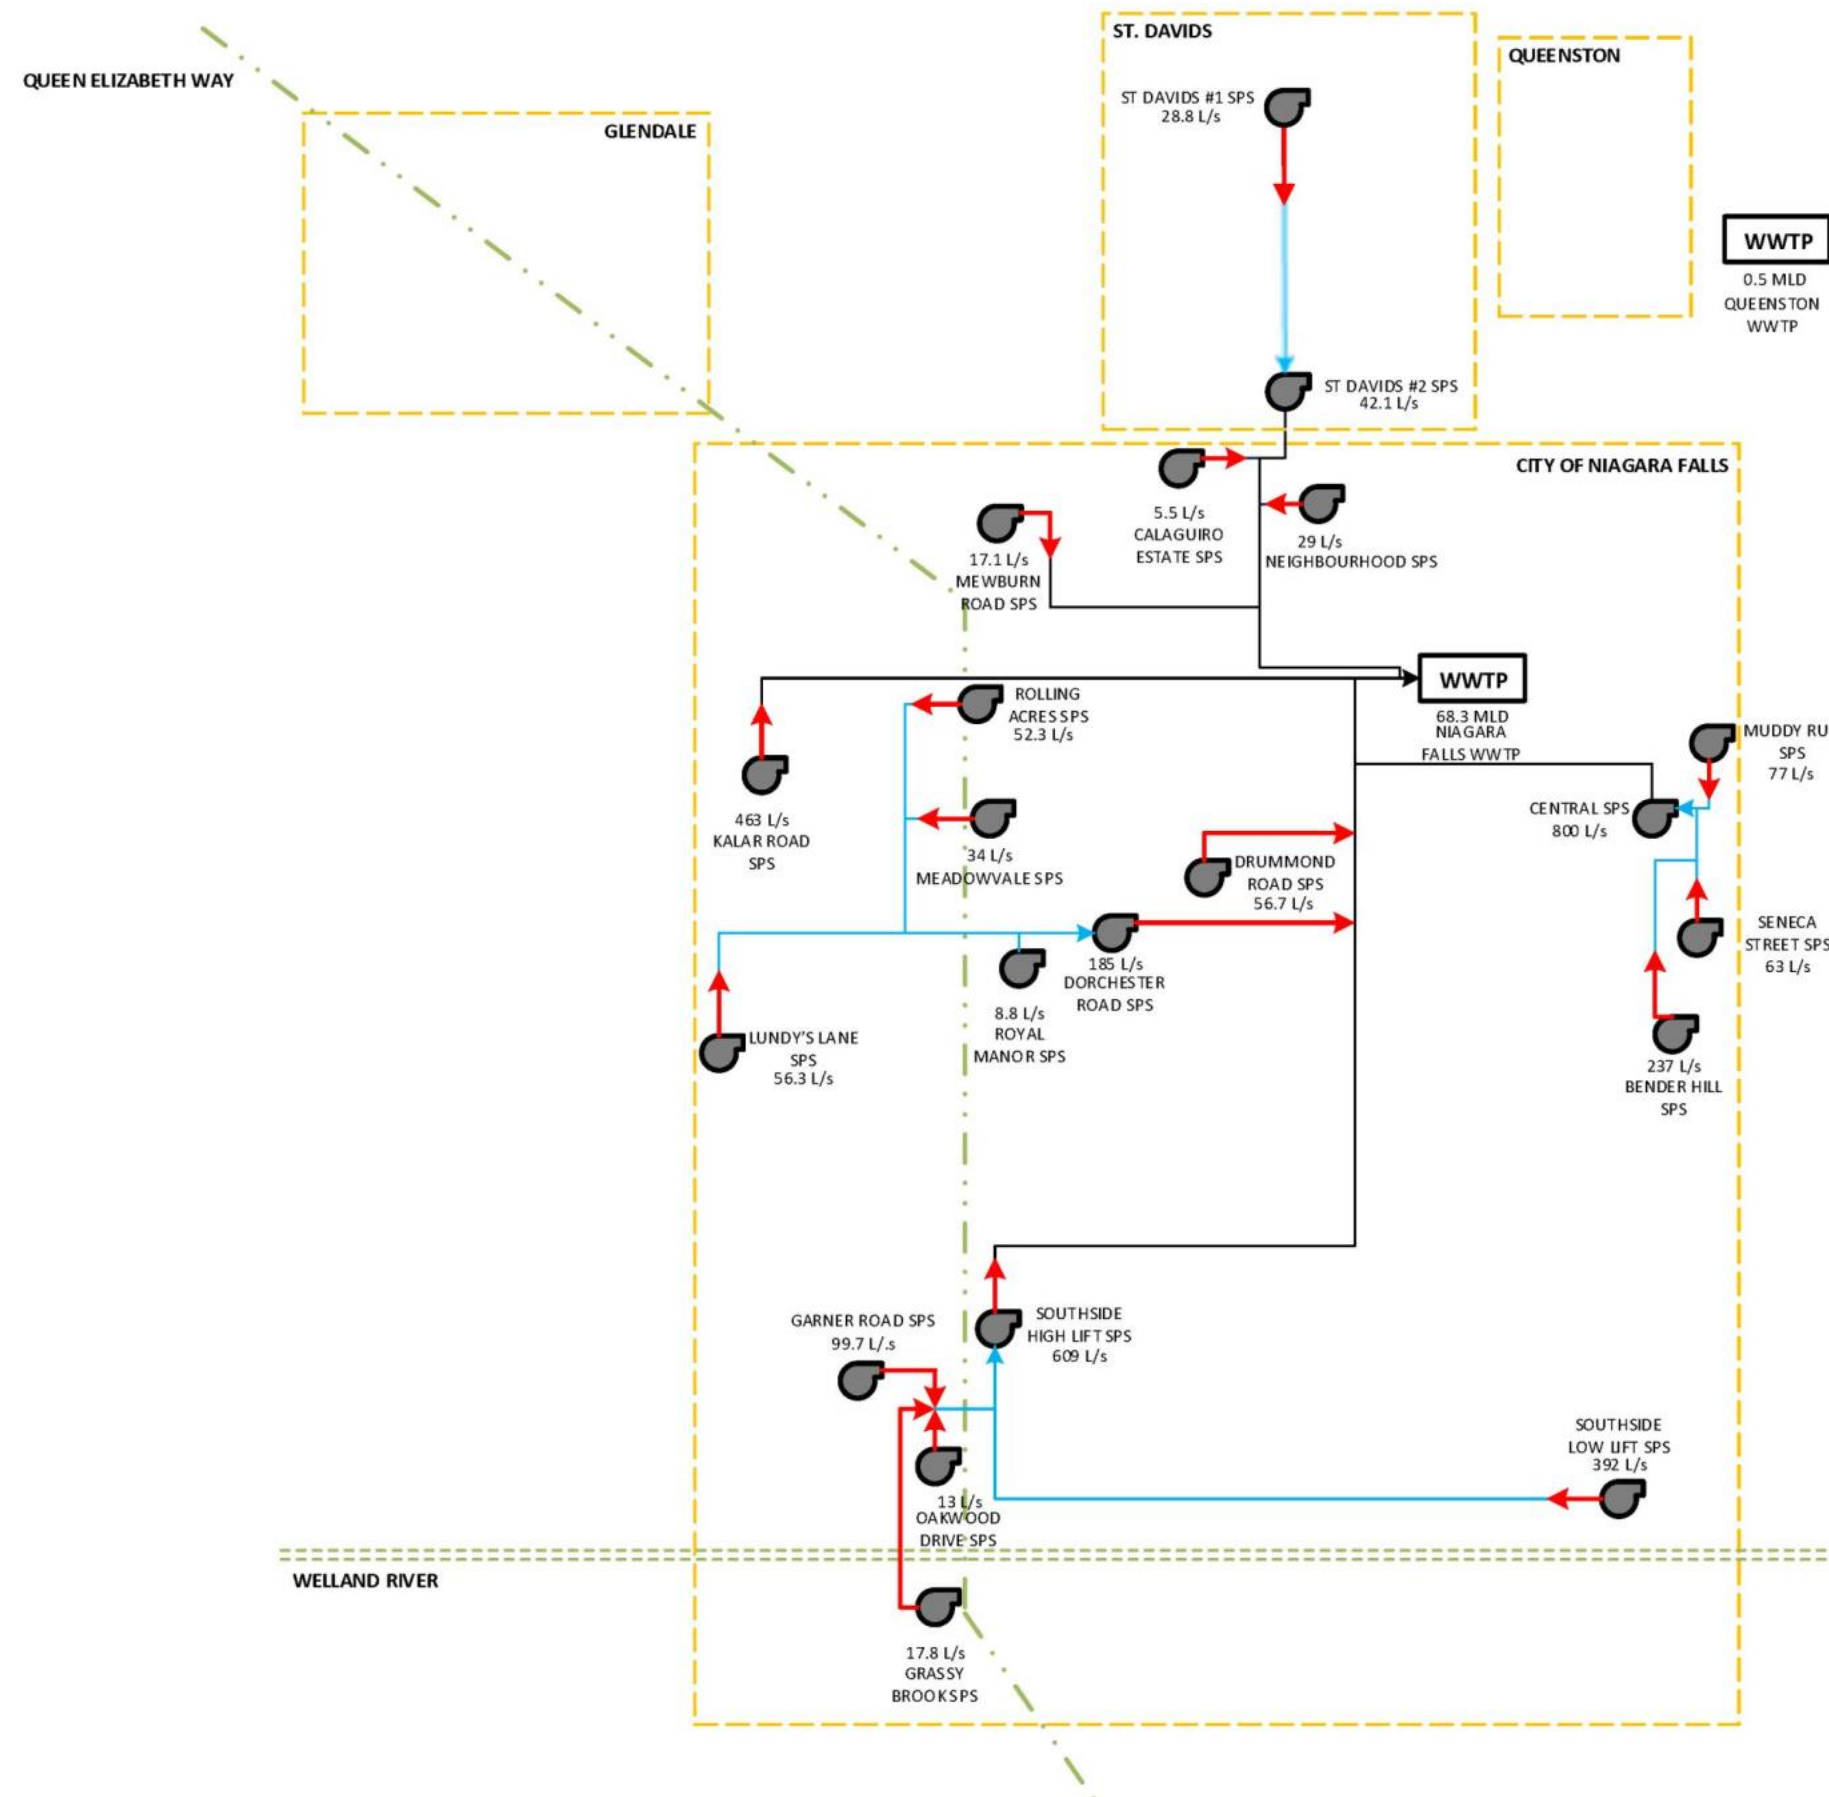 QUEEN ELIZABETH WAY
GLENDALE
ST. DAVIDS
QUEENSTON
ST DAVIDS #1 SPS
28.8 L/s
WWTP
0.5 MLD
QUEENSTON
WWTP
ST DAVIDS #2 SPS
42.1 L/s
CITY OF NIAGARA FALLS
5.5 L/s
CALAGUIRO
ESTATE SPS
29 L/s
NEIGHBOURHOOD SPS
17.1 L/s
MEWBURN
ROAD SPS
WWTP
68.3 MLD
NIAGARA
FALLS WWTP
ROLLING
ACRES SPS
52.3 L/s
463 L/s
KALAR ROAD
SPS
34 L/s
MEADOWVALE SPS
MUDDY RU
SPS
77 L/s
CENTRAL SPS
800 L/s
DRUMMOND
ROAD SPS
56.7 L/s
SENECA
STREET SPS
63 L/s
185 L/s
DORCHESTER
ROAD SPS
8.8 L/s
ROYAL
MANOR SPS
LUNDY'S LANE
SPS
56.3 L/s
237 L/s
BENDER HILL
SPS
GARNER ROAD SPS
99.7 L/.s
SOUTHSIDE
HIGH LIFT SPS
609 L/s
SOUTHSIDE
LOW LIFT SPS
392 L/s
13 L/s
OAKWOOD
DRIVE SPS
WELLAND RIVER
17.8 L/s
GRASSY
BROOK SPS